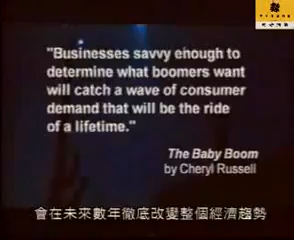 "Businesses savvy enough to
determine what boomers want
will catch a wave of consumer
demand that will be the ride
of a lifetime."
The Baby Boom
by Cheryl Russell
會在未來數年徹底改變整個經濟趨勢